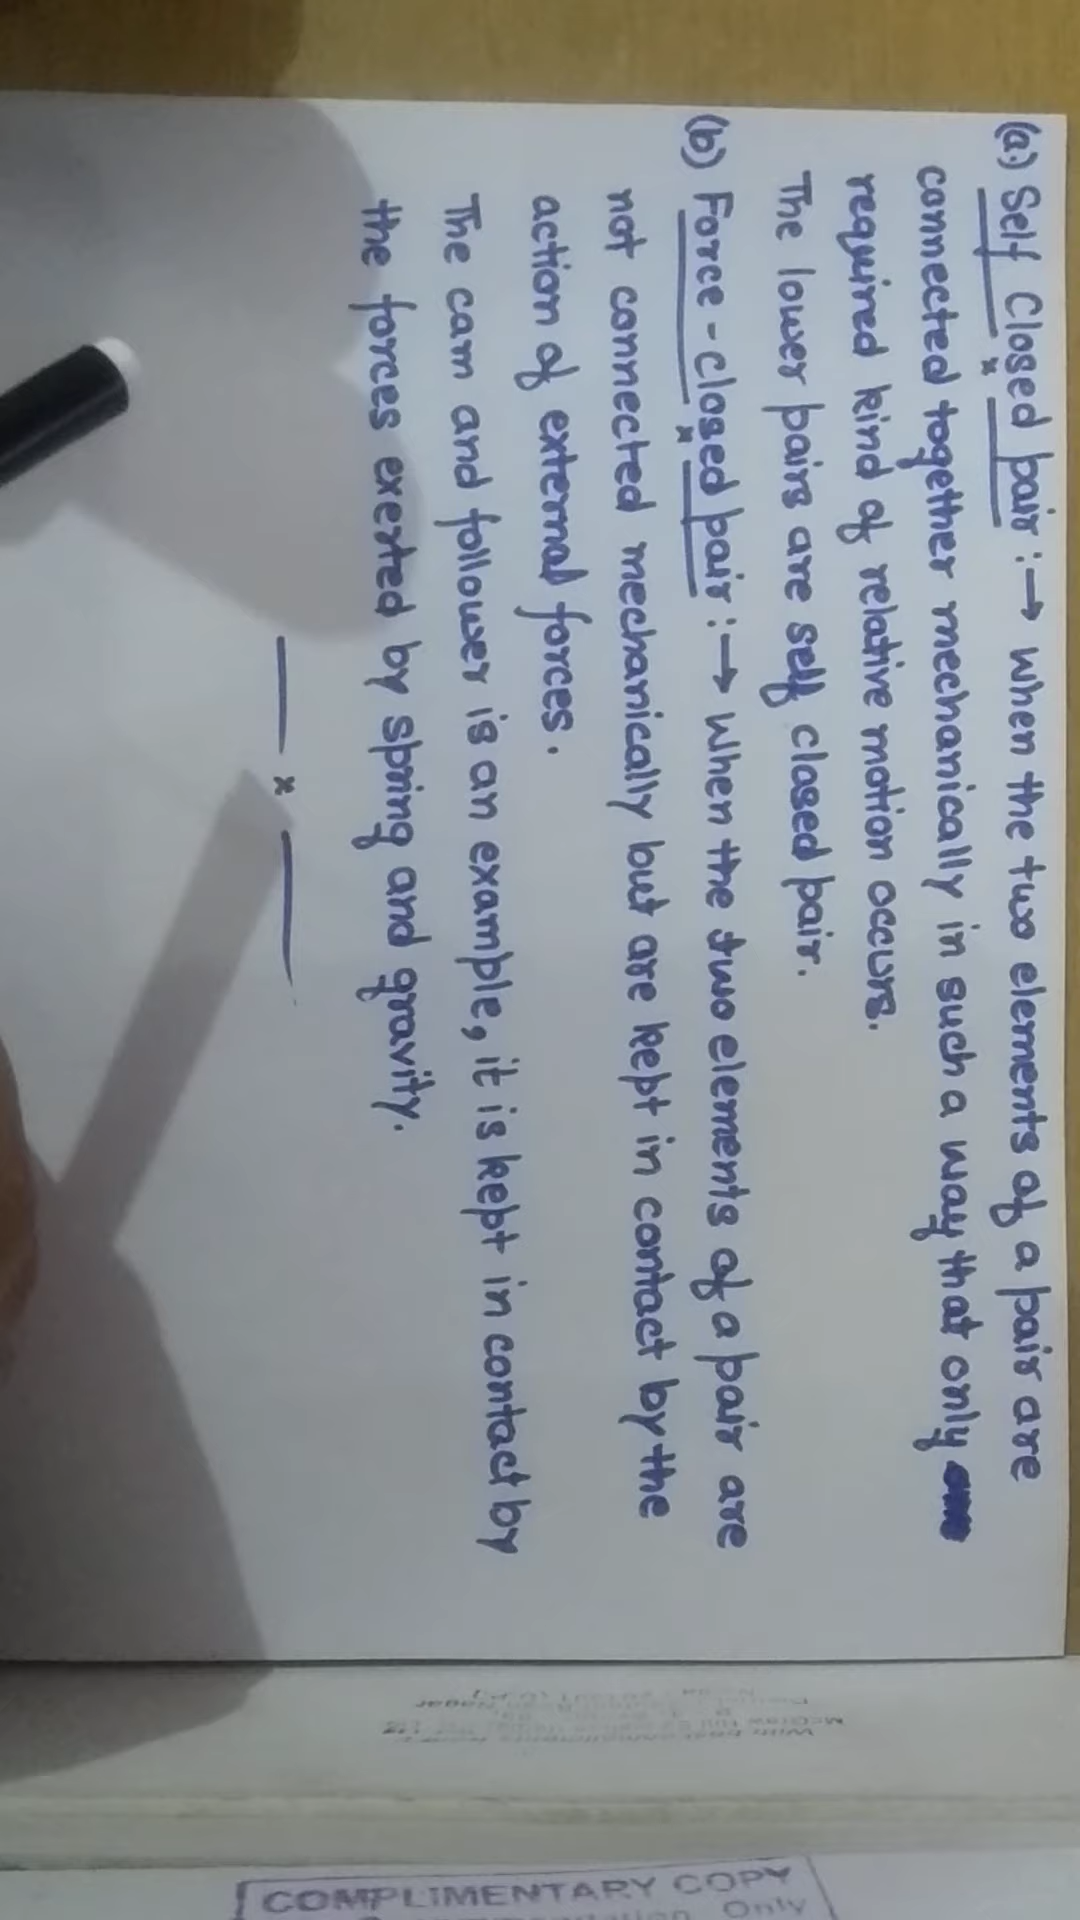 (a.) Self Closed pair :→ when the two elements of a pair are
connected together mechanically in such a way that only
required kind of relative motion occurs.
The lower pairs are self closed pair.
(b) Force-closed pair :→ When the two elements of a pair are
not connected mechanically but are kept in contact by the
action of external forces.
The cam and follower is an example, it is kept in contact by
the forces exerted by spring and gravity.
COMPLIMENTARY COPY
Only